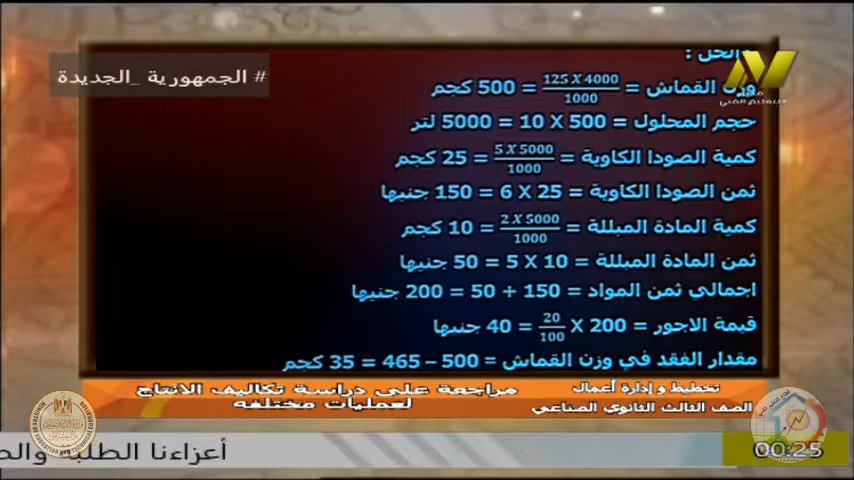 # الجمهورية _الجديدة
الحل :
وزن القماش = 125 X 4000 / 1000 = 500 كجم
حجم المحلول = 500 X 10 = 5000 لتر
كمية الصودا الكاوية = 5 X 5000 / 1000 = 25 كجم
ثمن الصودا الكاوية = 25 X 6 = 150 جنيها
كمية المادة المبللة = 2 X 5000 / 1000 = 10 كجم
ثمن المادة المبللة = 10 X 5 = 50 جنيها
اجمالي ثمن المواد = 150 + 50 = 200 جنيها
قيمة الاجور = 200 X 20 / 100 = 40 جنيها
مقدار الفقد في وزن القماش = 500 – 465 = 35 كجم
تخطيط و إدارة أعمال
الصف الثالث الثانوي الصناعي
مراجعة على دراسة تكاليف الانتاج
لعمليات مختلفه
أعزاءنا الطلبة
00:25